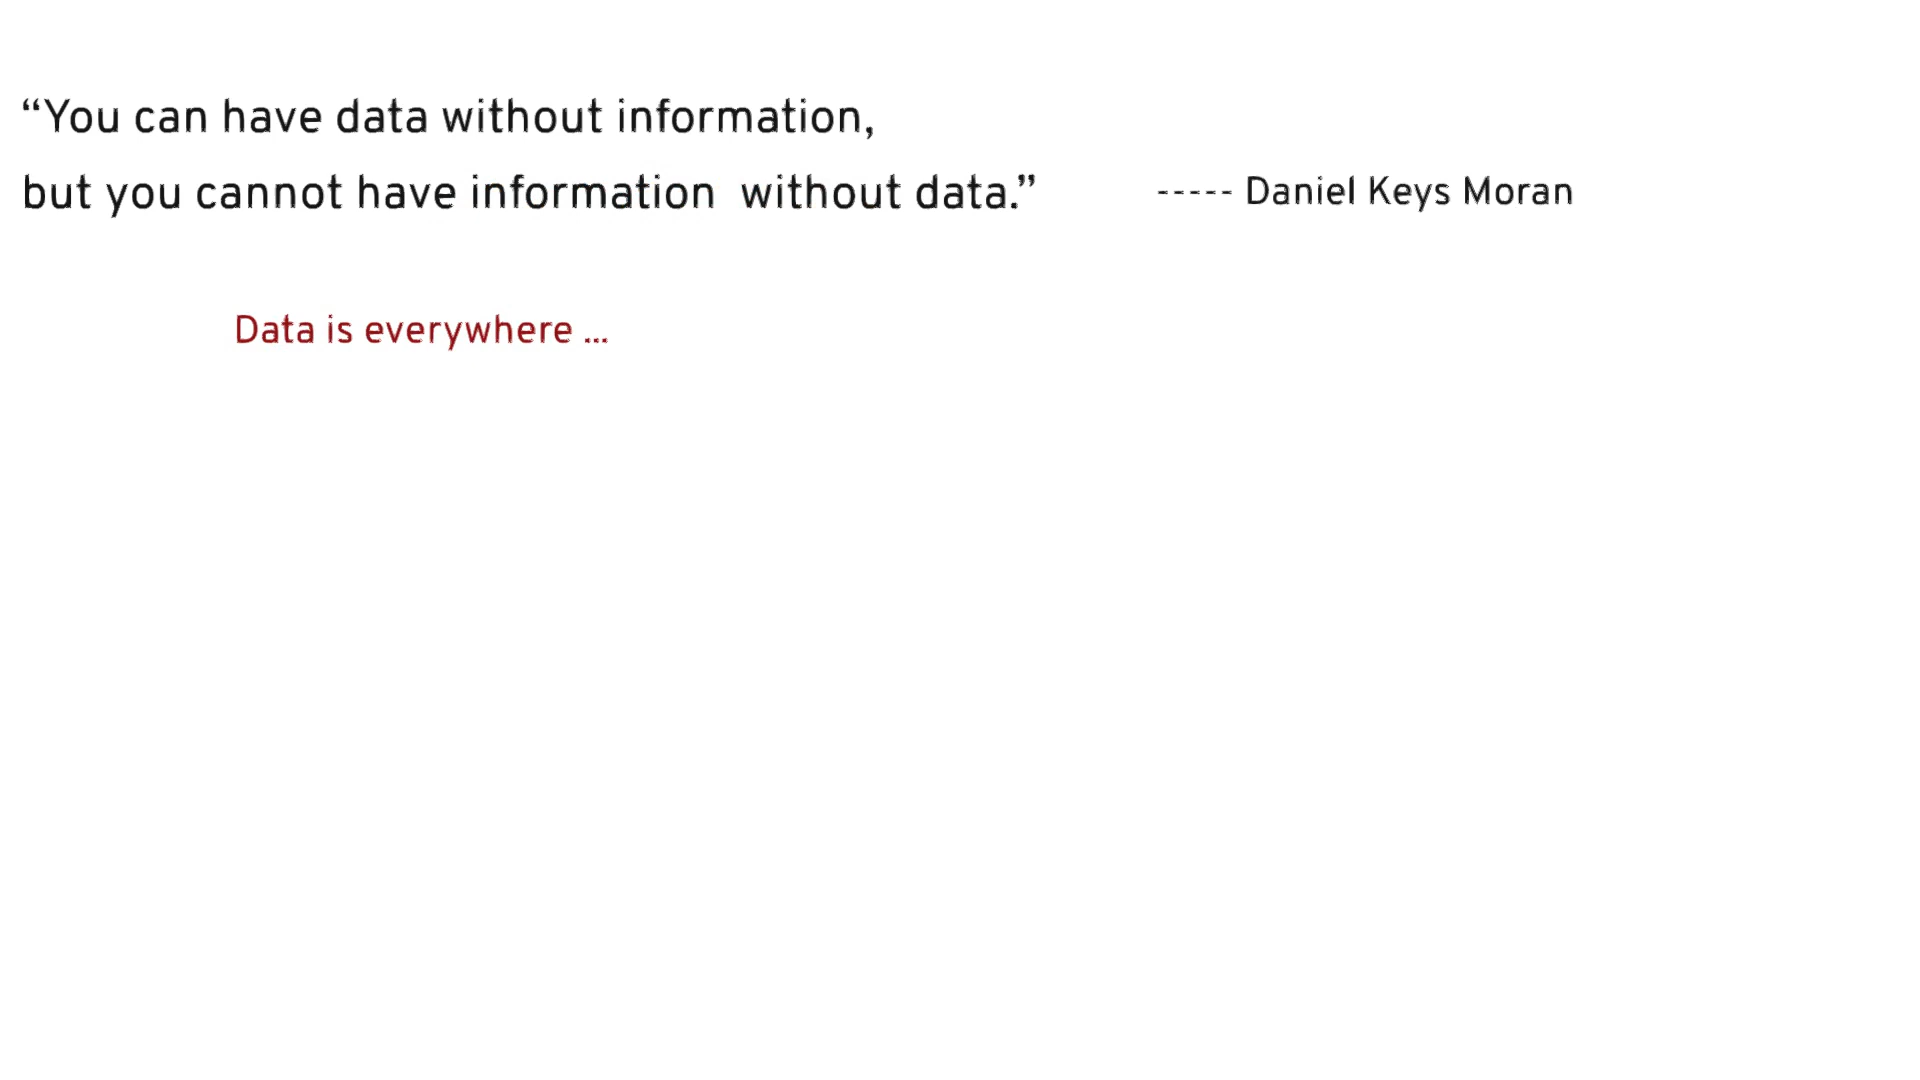 “You can have data without information,
but you cannot have information  without data.” ----- Daniel Keys Moran
Data is everywhere ...